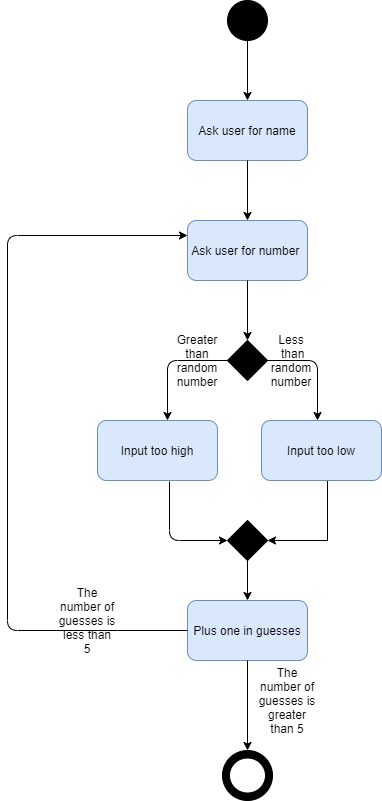 Ask user for name
Ask user for number
Greater
than
random
number
Less
than
random
number
Input too high
Input too low
The
number of
guesses is
less than
5
Plus one in guesses
The
number of
guesses is
greater
than 5